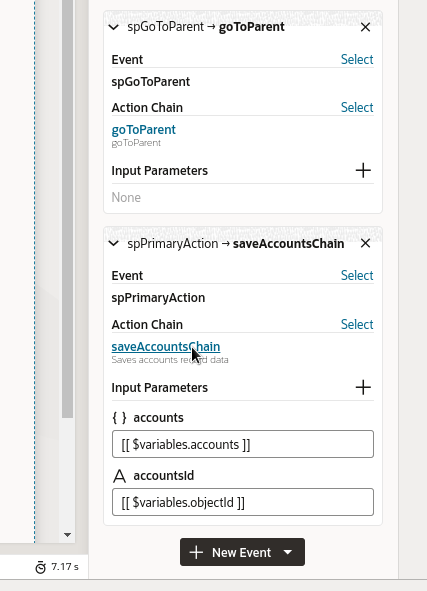 spGoToParent → goToParent
Event Select
spGoToParent
Action Chain Select
goToParent
goToParent
Input Parameters
None
spPrimaryAction → saveAccountsChain
Event Select
spPrimaryAction
Action Chain Select
saveAccountsChain
Saves accounts record data
Input Parameters
{ } accounts
[[ $variables.accounts ]]
A accountsId
[[ $variables.objectId ]]
New Event
7.17 s